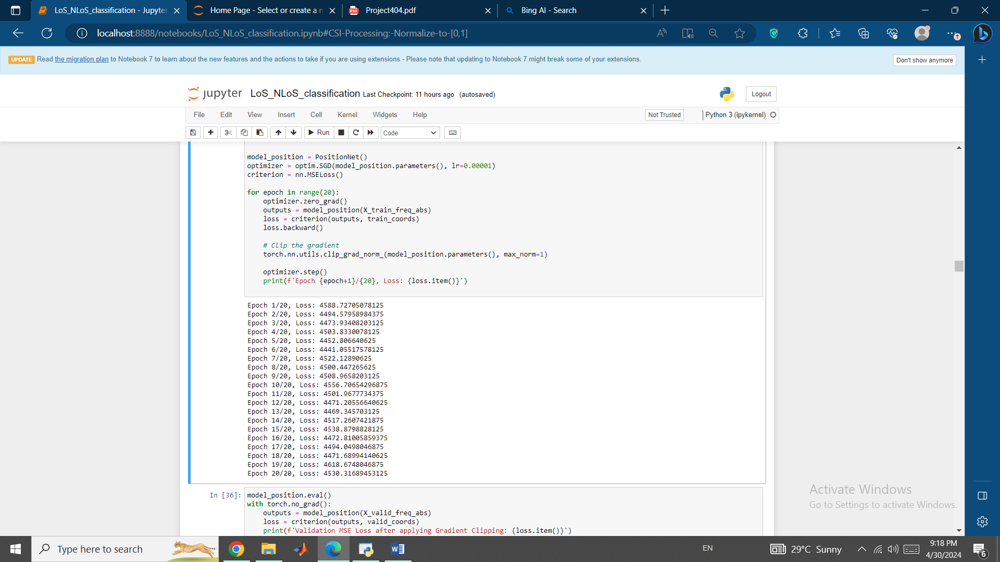 LoS_NLoS_classification - Jupyter
Home Page - Select or create a n
Project404.pdf
Bing AI - Search
localhost:8888/notebooks/LoS_NLoS_classification.ipynb#CSI-Processing:-Normalize-to-[0,1]
UPDATE Read the migration plan to Notebook 7 to learn about the new features and the actions to take if you are using extensions - Please note that updating to Notebook 7 might break some of your extensions.
Don't show anymore
jupyter LoS_NLoS_classification Last Checkpoint: 11 hours ago (autosaved)
Logout
File Edit View Insert Cell Kernel Widgets Help
Not Trusted
Python 3 (ipykernel)
Run
Code
model_position = PositionNet()
optimizer = optim.SGD(model_position.parameters(), lr=0.00001)
criterion = nn.MSELoss()
for epoch in range(20):
    optimizer.zero_grad()
    outputs = model_position(X_train_freq_abs)
    loss = criterion(outputs, train_coords)
    loss.backward()
    # Clip the gradient
    torch.nn.utils.clip_grad_norm_(model_position.parameters(), max_norm=1)
    optimizer.step()
    print(f'Epoch {epoch+1}/{20}, Loss: {loss.item()}')
Epoch 1/20, Loss: 4588.72705078125
Epoch 2/20, Loss: 4494.57958984375
Epoch 3/20, Loss: 4473.93408203125
Epoch 4/20, Loss: 4503.8330078125
Epoch 5/20, Loss: 4452.806640625
Epoch 6/20, Loss: 4441.05517578125
Epoch 7/20, Loss: 4522.12890625
Epoch 8/20, Loss: 4500.447265625
Epoch 9/20, Loss: 4508.9658203125
Epoch 10/20, Loss: 4556.70654296875
Epoch 11/20, Loss: 4501.9677734375
Epoch 12/20, Loss: 4471.20556640625
Epoch 13/20, Loss: 4469.345703125
Epoch 14/20, Loss: 4517.2607421875
Epoch 15/20, Loss: 4538.8798828125
Epoch 16/20, Loss: 4472.81005859375
Epoch 17/20, Loss: 4494.0498046875
Epoch 18/20, Loss: 4471.68994140625
Epoch 19/20, Loss: 4618.6748046875
Epoch 20/20, Loss: 4530.31689453125
In [36]: model_position.eval()
with torch.no_grad():
    outputs = model_position(X_valid_freq_abs)
    loss = criterion(outputs, valid_coords)
    print(f'Validation MSE Loss after applying Gradient Clipping: {loss.item()}')
Activate Windows
Go to Settings to activate Windows.
Type here to search
EN
29°C Sunny
9:18 PM
4/30/2024
6